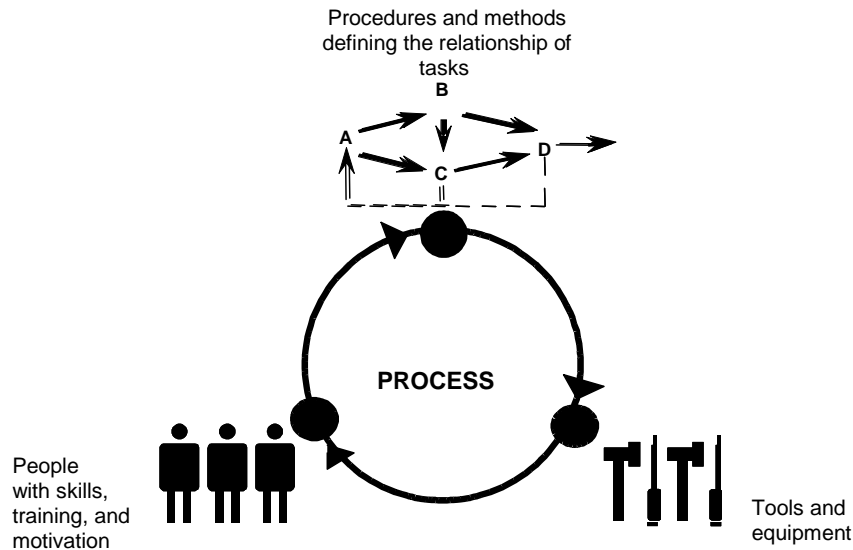 Procedures and methods
defining the relationship of
tasks
B
A
D
C
PROCESS
People
with skills,
training, and
motivation
Tools and
equipment